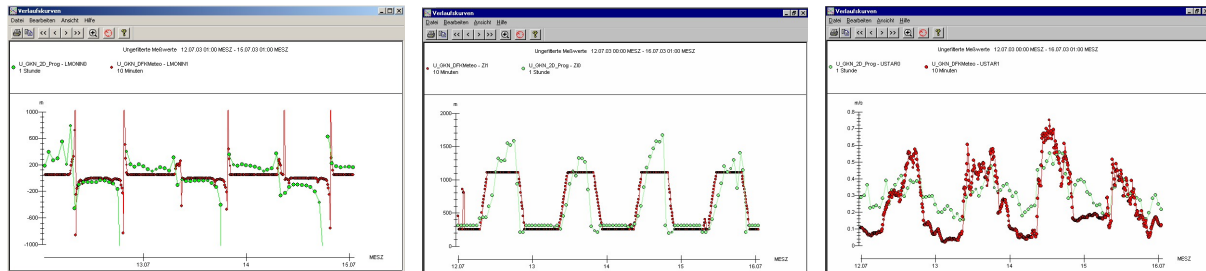 Verlaufskurven
Datei Bearbeiten Ansicht Hilfe
<< < > >> ?
Ungefilterte Meßwerte 12.07.03 01:00 MESZ - 15.07.03 01:00 MESZ
U_GKN_2D_Prog - LMONIN0 U_GKN_DFKMeteo - LMONIN1
1 Stunde 10 Minuten
m
1000
600
200
-200
-600
-1000
13.07 14 15.07 MESZ
Verlaufskurven
Datei Bearbeiten Ansicht Hilfe
<< < > >> ?
Ungefilterte Meßwerte 12.07.03 00:00 MESZ - 16.07.03 01:00 MESZ
U_GKN_DFKMeteo - ZI1 U_GKN_2D_Prog - ZI0
10 Minuten 1 Stunde
m
2000
1500
1000
500
0
12.07 13 14 15 16.07 MESZ
Verlaufskurven
Datei Bearbeiten Ansicht Hilfe
<< < > >> ?
Ungefilterte Meßwerte 12.07.03 00:00 MESZ - 16.07.03 01:00 MESZ
U_GKN_2D_Prog - USTAR0 U_GKN_DFKMeteo - USTAR1
1 Stunde 10 Minuten
m/s
0.8
0.7
0.6
0.5
0.4
0.3
0.2
0.1
0
12.07 13 14 15 16.07 MESZ